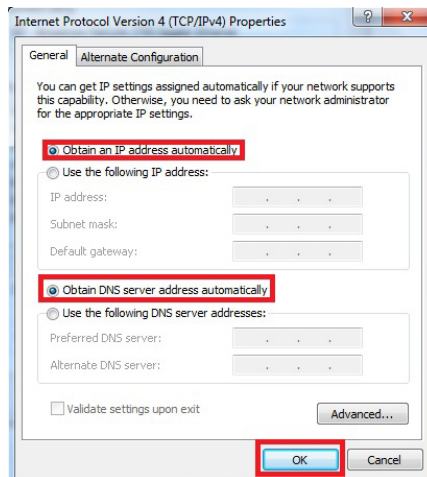 Internet Protocol Version 4 (TCP/IPv4) Properties
General
Alternate Configuration
You can get IP settings assigned automatically if your network supports
this capability. Otherwise, you need to ask your network administrator
for the appropriate IP settings.
Obtain an IP address automatically
Use the following IP address:
IP address:
Subnet mask:
Default gateway:
Obtain DNS server address automatically
Use the following DNS server addresses:
Preferred DNS server:
Alternate DNS server:
Validate settings upon exit
Advanced...
OK
Cancel